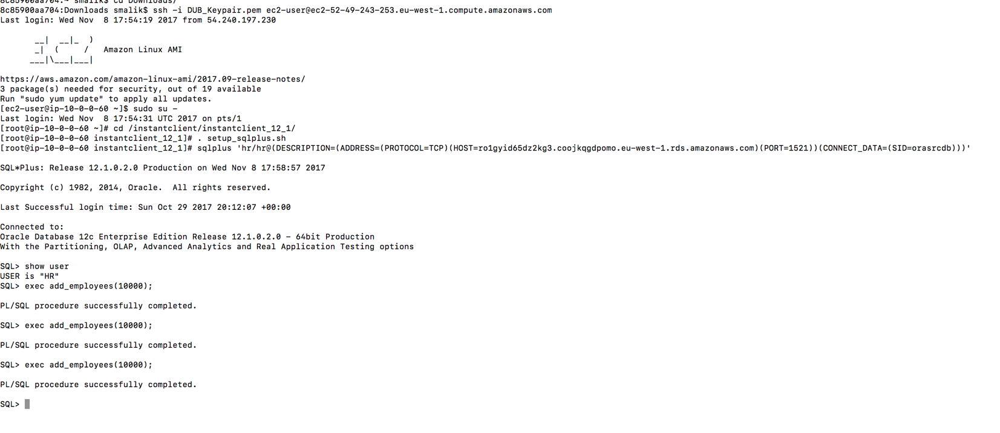 8c85900aa704:~ smalik$ cd Downloads/
8c85900aa704:Downloads smalik$ ssh -i DUB_Keypair.pem ec2-user@ec2-52-49-243-253.eu-west-1.compute.amazonaws.com
Last login: Wed Nov  8 17:54:19 2017 from 54.240.197.230
       __|  __|_  )
       _|  (     /   Amazon Linux AMI
      ___|\___|___|
https://aws.amazon.com/amazon-linux-ami/2017.09-release-notes/
3 package(s) needed for security, out of 19 available
Run "sudo yum update" to apply all updates.
[ec2-user@ip-10-0-0-60 ~]$ sudo su -
Last login: Wed Nov  8 17:54:31 UTC 2017 on pts/1
[root@ip-10-0-0-60 ~]# cd /instantclient/instantclient_12_1/
[root@ip-10-0-0-60 instantclient_12_1]# . setup_sqlplus.sh
[root@ip-10-0-0-60 instantclient_12_1]# sqlplus 'hr/hr@(DESCRIPTION=(ADDRESS=(PROTOCOL=TCP)(HOST=ro1gyid65dz2kg3.coojkqgdpomo.eu-west-1.rds.amazonaws.com)(PORT=1521))(CONNECT_DATA=(SID=orasrcdb)))'
SQL*Plus: Release 12.1.0.2.0 Production on Wed Nov 8 17:58:57 2017
Copyright (c) 1982, 2014, Oracle.  All rights reserved.
Last Successful login time: Sun Oct 29 2017 20:12:07 +00:00
Connected to:
Oracle Database 12c Enterprise Edition Release 12.1.0.2.0 - 64bit Production
With the Partitioning, OLAP, Advanced Analytics and Real Application Testing options
SQL> show user
USER is "HR"
SQL> exec add_employees(10000);
PL/SQL procedure successfully completed.
SQL> exec add_employees(10000);
PL/SQL procedure successfully completed.
SQL> exec add_employees(10000);
PL/SQL procedure successfully completed.
SQL>